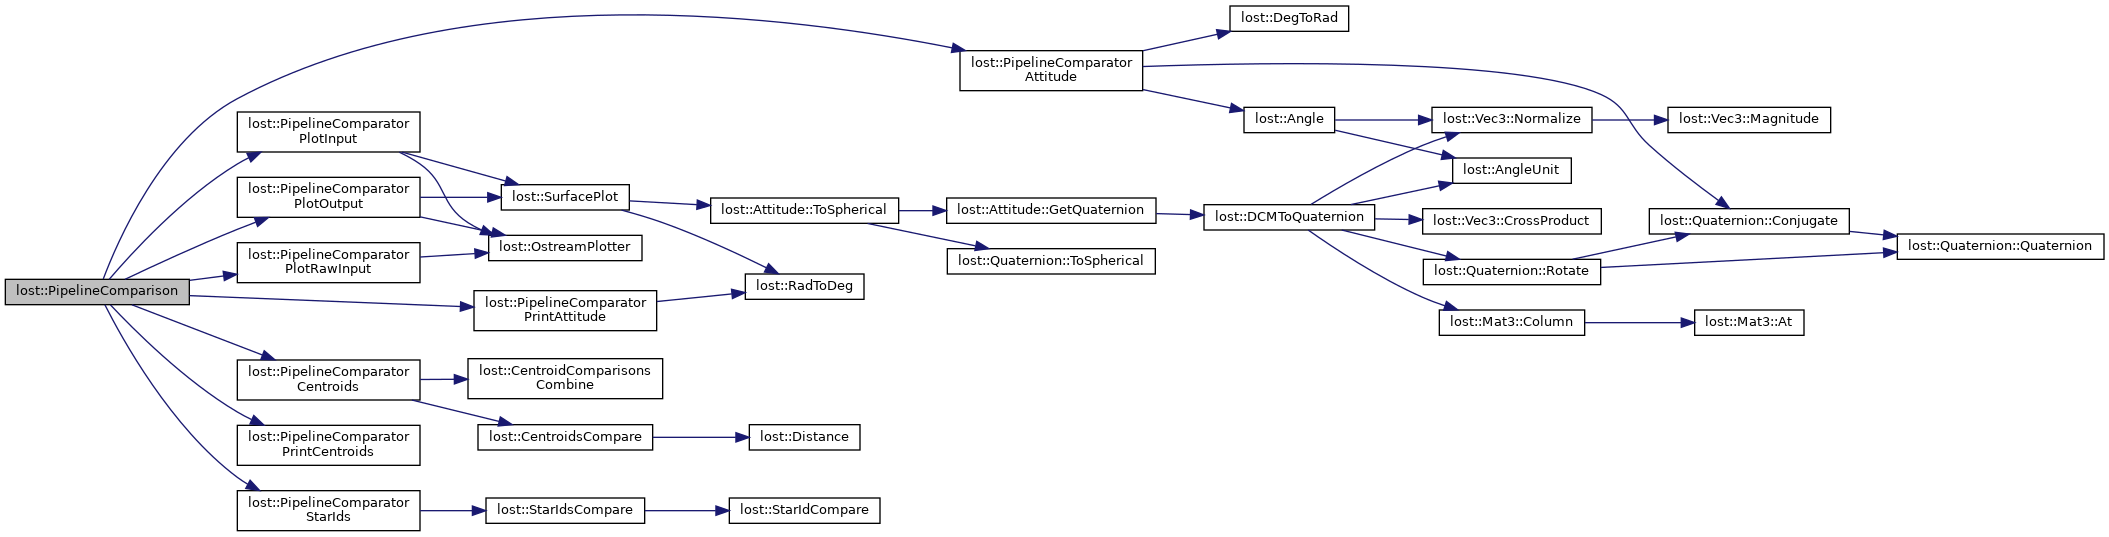 lost::PipelineComparison
lost::PipelineComparator
PlotInput
lost::PipelineComparator
PlotOutput
lost::PipelineComparator
PlotRawInput
lost::PipelineComparator
PrintAttitude
lost::PipelineComparator
Centroids
lost::PipelineComparator
PrintCentroids
lost::PipelineComparator
StarIds
lost::SurfacePlot
lost::OstreamPlotter
lost::CentroidComparisons
Combine
lost::CentroidsCompare
lost::StarIdsCompare
lost::Attitude::ToSpherical
lost::RadToDeg
lost::Distance
lost::StarIdCompare
lost::PipelineComparator
Attitude
lost::Attitude::GetQuaternion
lost::Quaternion::ToSpherical
lost::DegToRad
lost::Angle
lost::DCMToQuaternion
lost::Vec3::Normalize
lost::AngleUnit
lost::Vec3::CrossProduct
lost::Quaternion::Rotate
lost::Mat3::Column
lost::Vec3::Magnitude
lost::Quaternion::Conjugate
lost::Mat3::At
lost::Quaternion::Quaternion